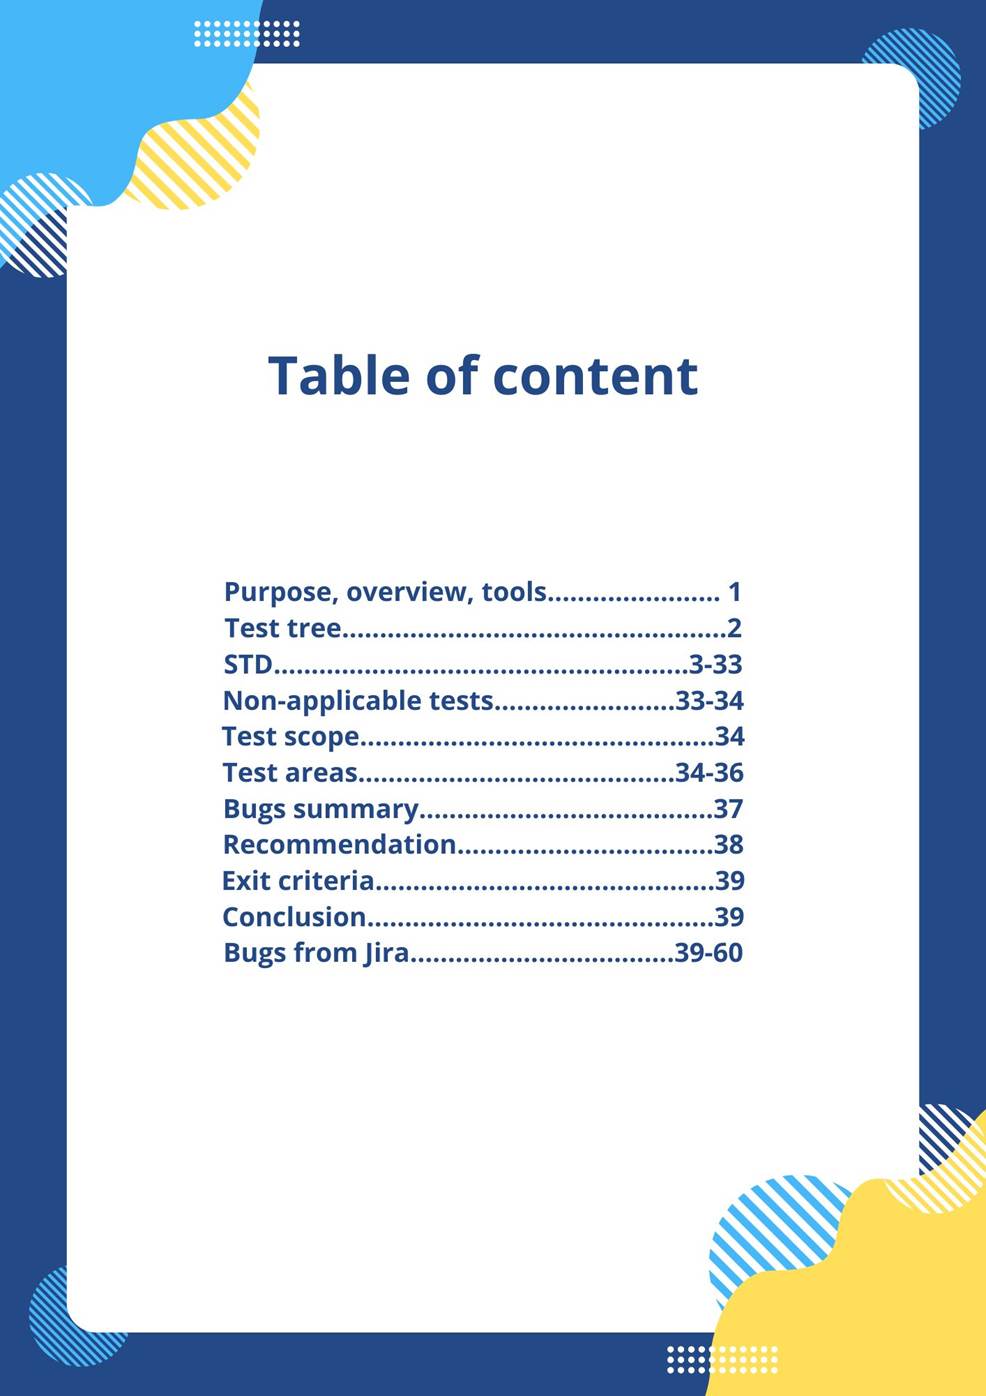 Table of content
Purpose, overview, tools....................... 1
Test tree...................................................2
STD.......................................................3-33
Non-applicable tests........................33-34
Test scope...............................................34
Test areas..........................................34-36
Bugs summary.......................................37
Recommendation..................................38
Exit criteria.............................................39
Conclusion..............................................39
Bugs from Jira...................................39-60